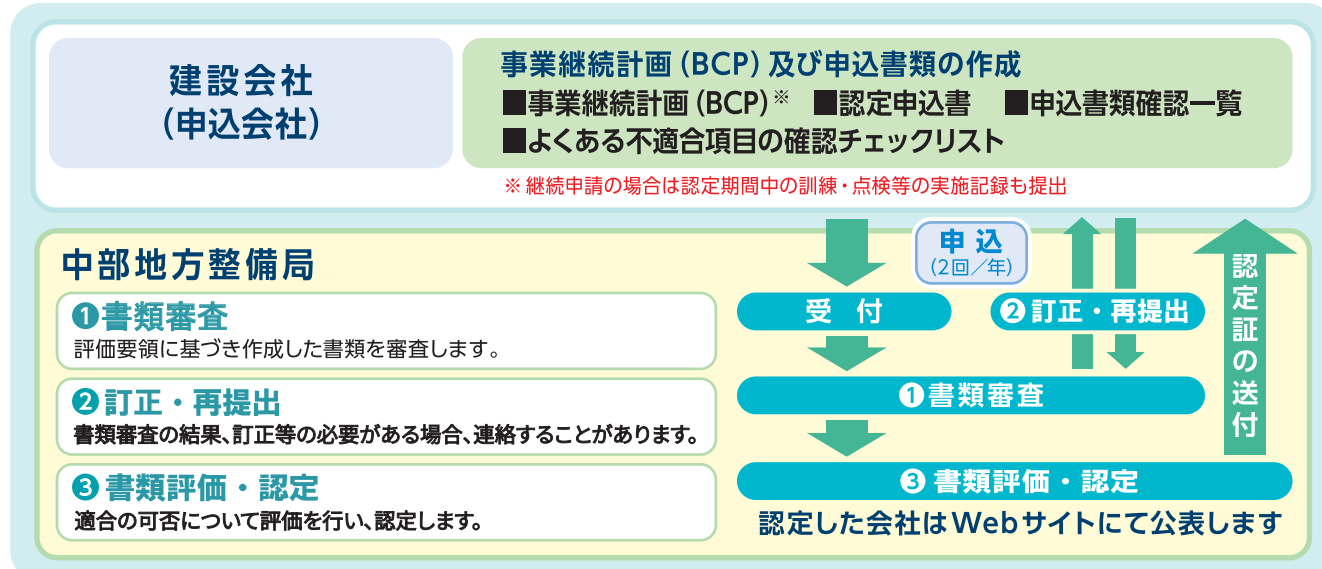 建設会社
(申込会社)
事業継続計画(BCP)及び申込書類の作成
■事業継続計画(BCP)※ ■認定申込書 ■申込書類確認一覧
■よくある不適合項目の確認チェックリスト
※ 継続申請の場合は認定期間中の訓練・点検等の実施記録も提出
中部地方整備局
❶書類審査
評価要領に基づき作成した書類を審査します。
❷訂正・再提出
書類審査の結果、訂正等の必要がある場合、連絡することがあります。
❸書類評価・認定
適合の可否について評価を行い、認定します。
申込
(2回/年)
受付
❷訂正・再提出
❶書類審査
❸書類評価・認定
認定証の送付
認定した会社はWebサイトにて公表します